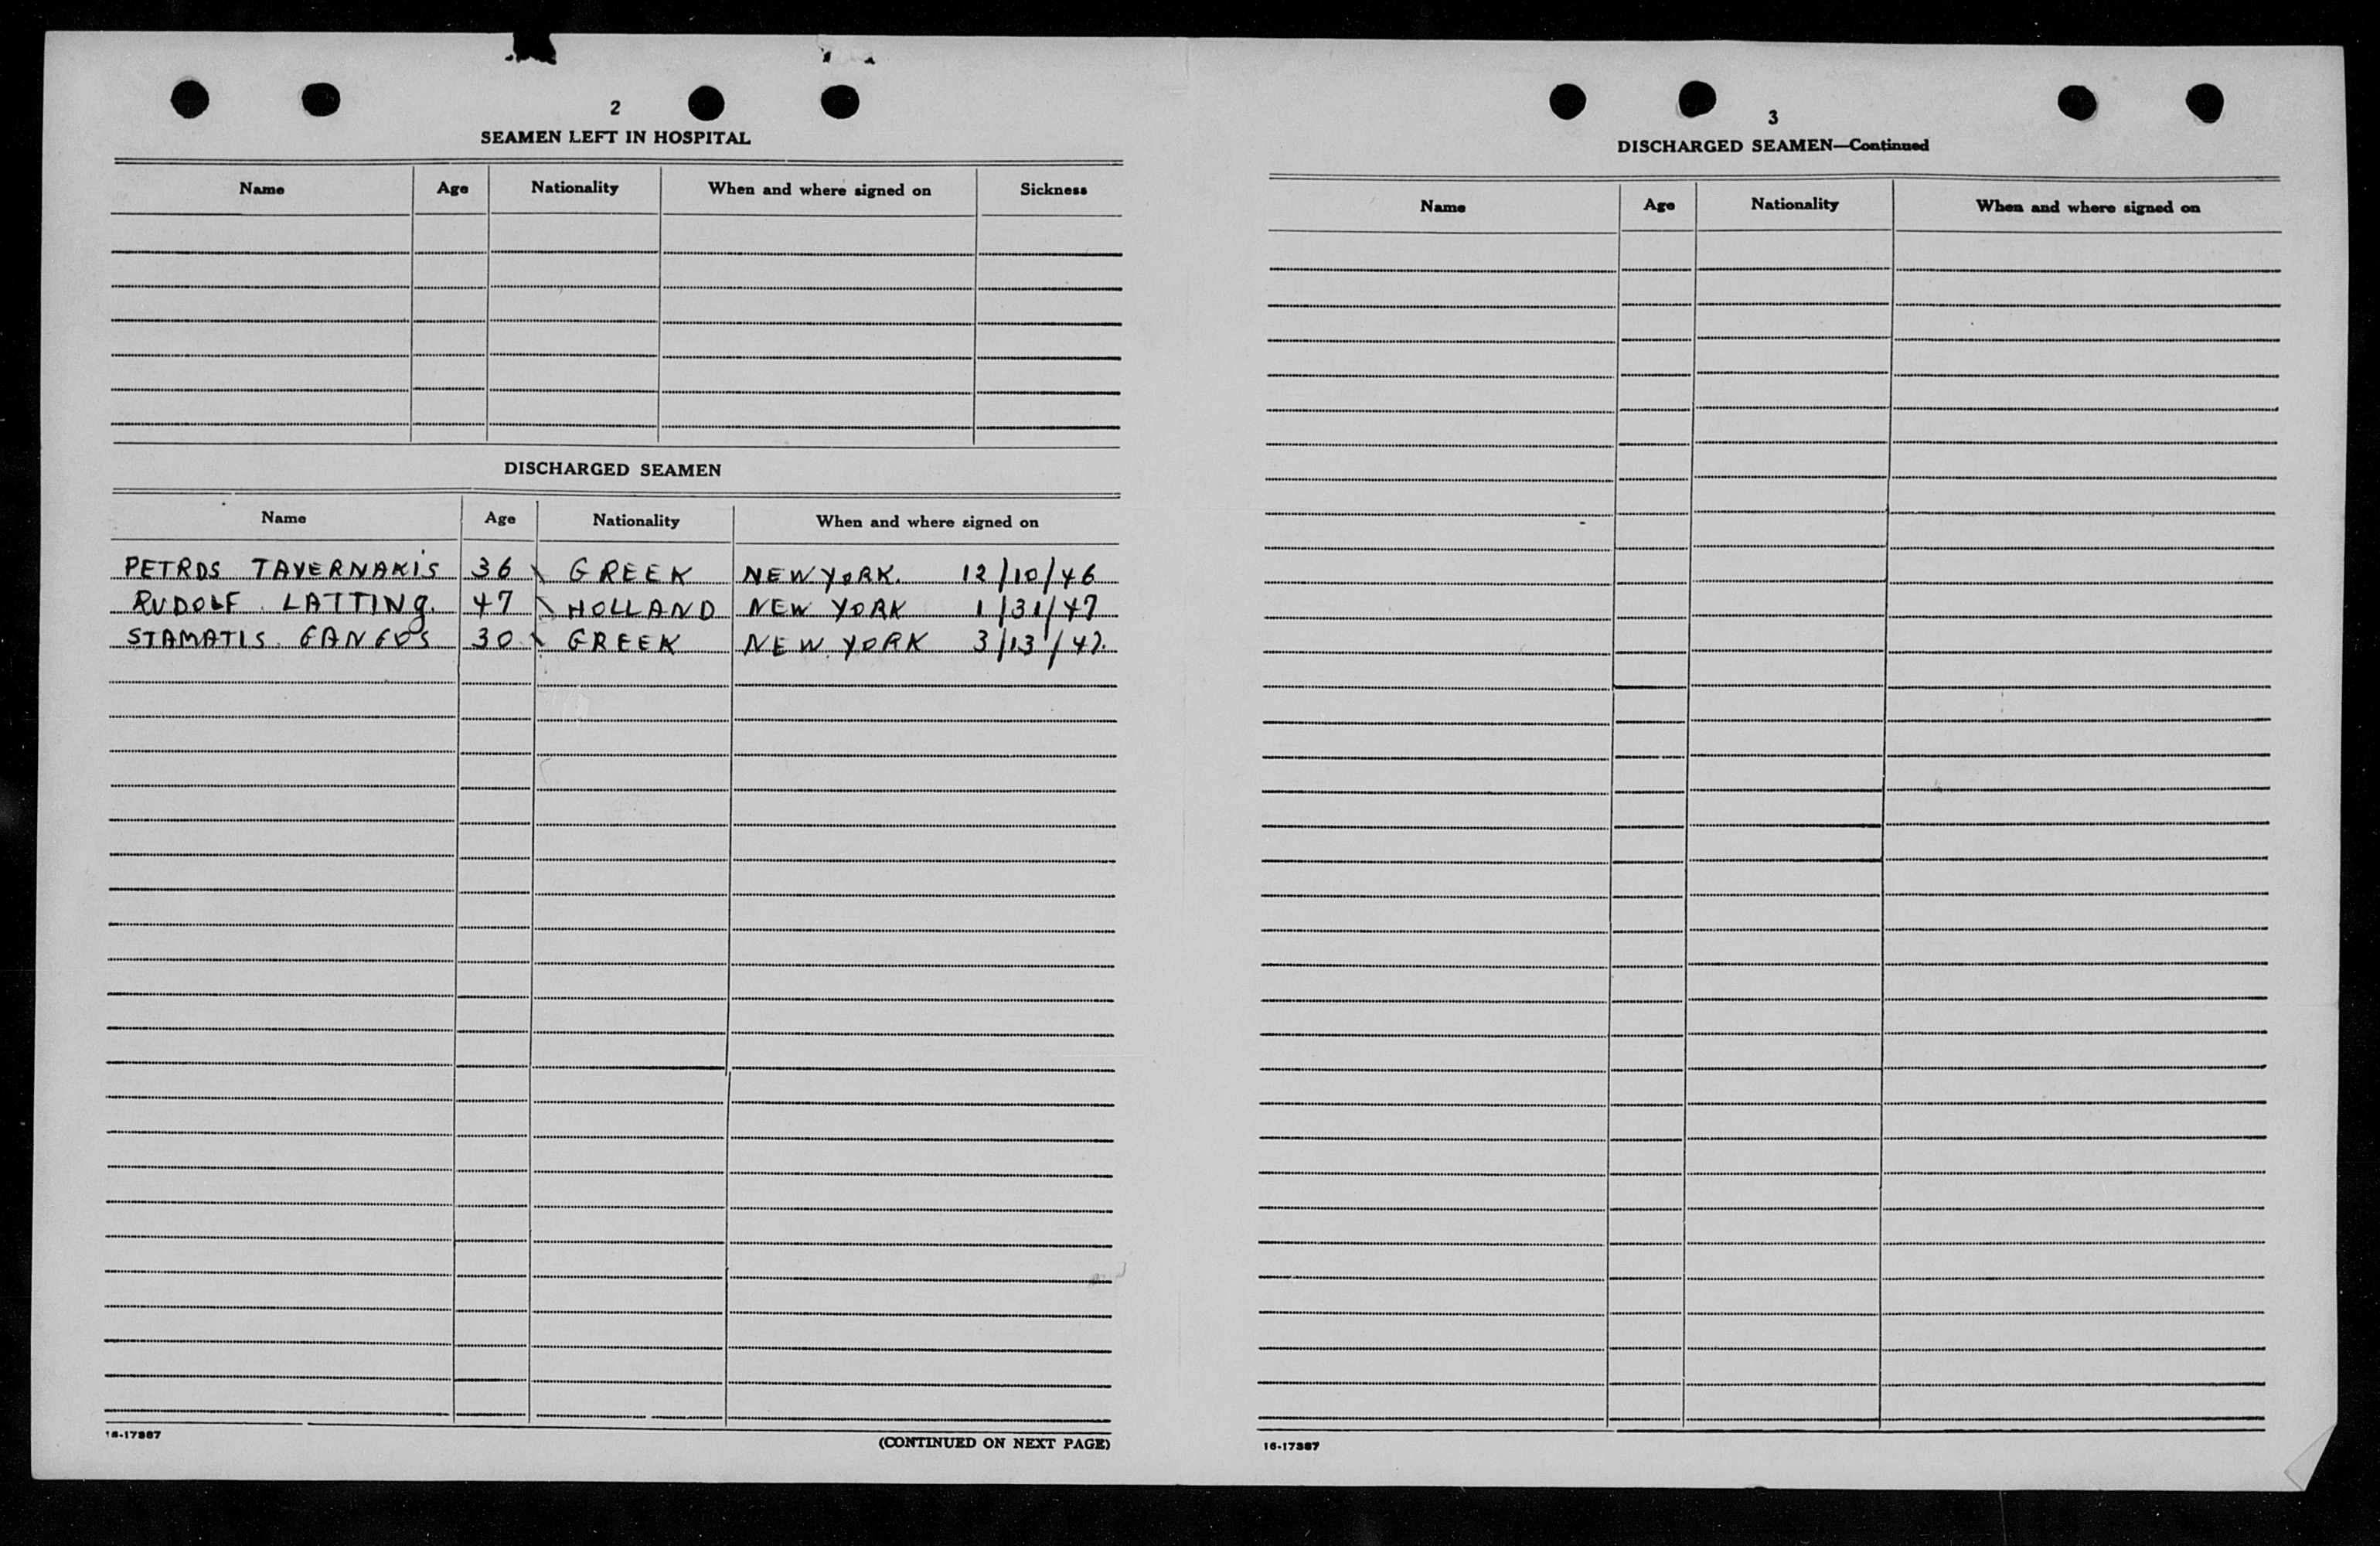 2
SEAMEN LEFT IN HOSPITAL
Name Age Nationality When and where signed on Sickness
DISCHARGED SEAMEN
Name Age Nationality When and where signed on
PETROS TAVERNAKIS 36 GREEK NEW YORK. 12/10/46
RUDOLF LATTING. 47 HOLLAND NEW YORK 1/31/47
STAMATIS 30 GREEK NEW YORK 3/13/47.
16-17387
(CONTINUED ON NEXT PAGE)
3
DISCHARGED SEAMEN—Continued
Name Age Nationality When and where signed on
16-17387